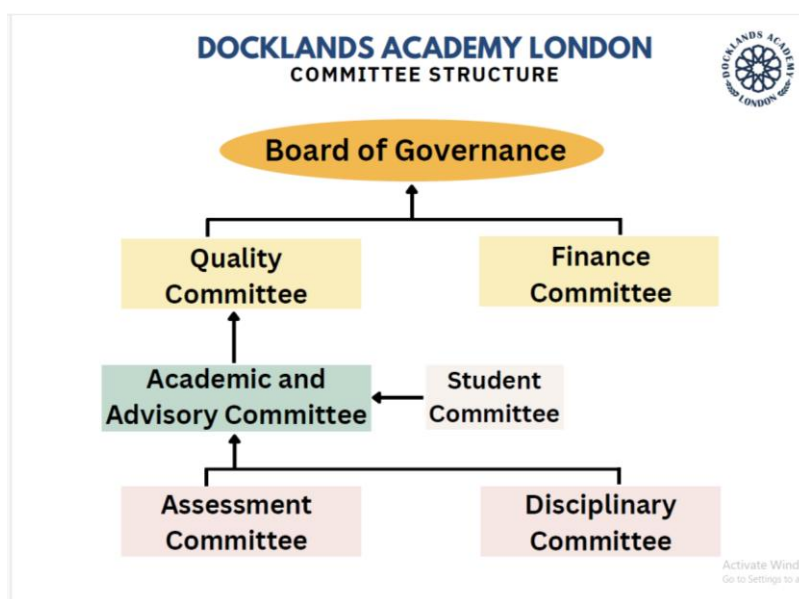 DOCKLANDS ACADEMY LONDON
COMMITTEE STRUCTURE
DOCKLANDS ACADEMY
LONDON
Board of Governance
Quality
Committee
Finance
Committee
Academic and
Advisory Committee
Student
Committee
Assessment
Committee
Disciplinary
Committee
Activate Wind
Go to Settings to a